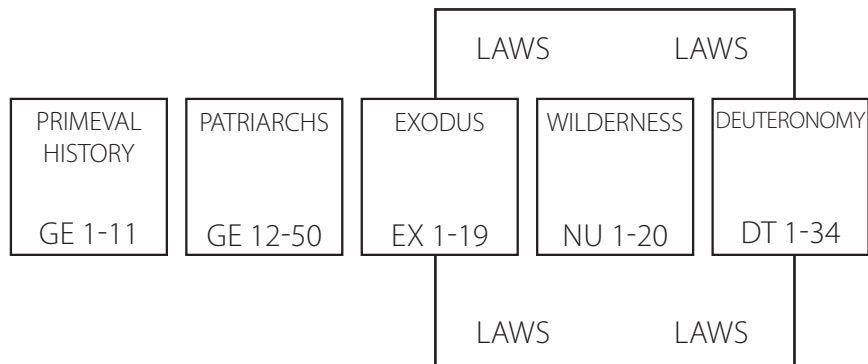 LAWS LAWS
PRIMEVAL
HISTORY
GE 1-11
PATRIARCHS
GE 12-50
EXODUS
EX 1-19
WILDERNESS
NU 1-20
DEUTERONOMY
DT 1-34
LAWS LAWS